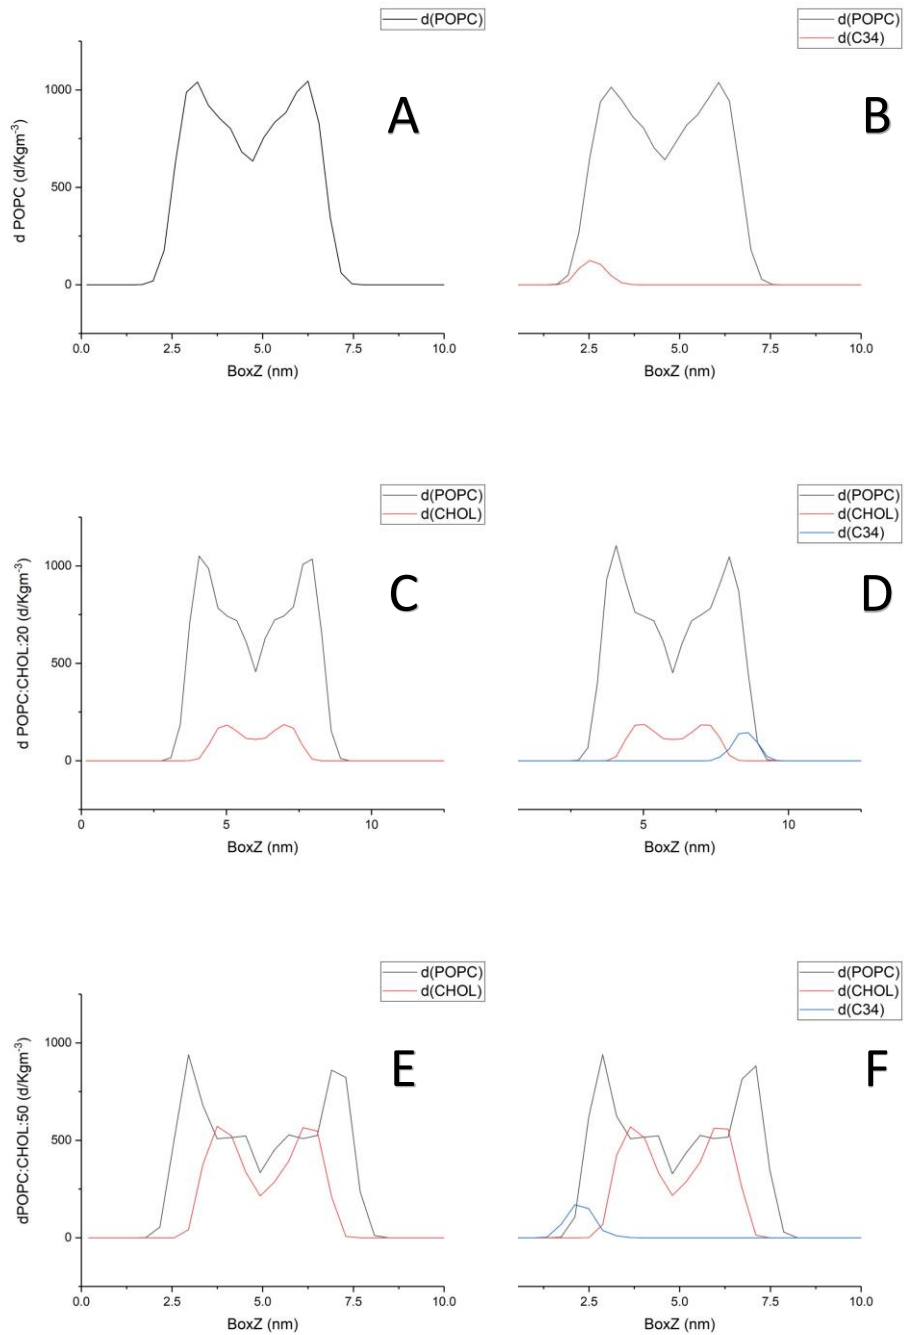 d(POPC)
A
d POPC (d/Kgm-3)
1000
500
0
0.0 2.5 5.0 7.5 10.0
BoxZ (nm)
d(POPC)
d(C34)
B
2.5 5.0 7.5 10.0
BoxZ (nm)
d(POPC)
d(CHOL)
C
d POPC:CHOL:20 (d/Kgm-3)
1000
500
0
0 5 10
BoxZ (nm)
d(POPC)
d(CHOL)
d(C34)
D
5 10
BoxZ (nm)
d(POPC)
d(CHOL)
E
dPOPC:CHOL:50 (d/Kgm-3)
1000
500
0
0.0 2.5 5.0 7.5 10.0
BoxZ (nm)
d(POPC)
d(CHOL)
d(C34)
F
2.5 5.0 7.5 10.0
BoxZ (nm)